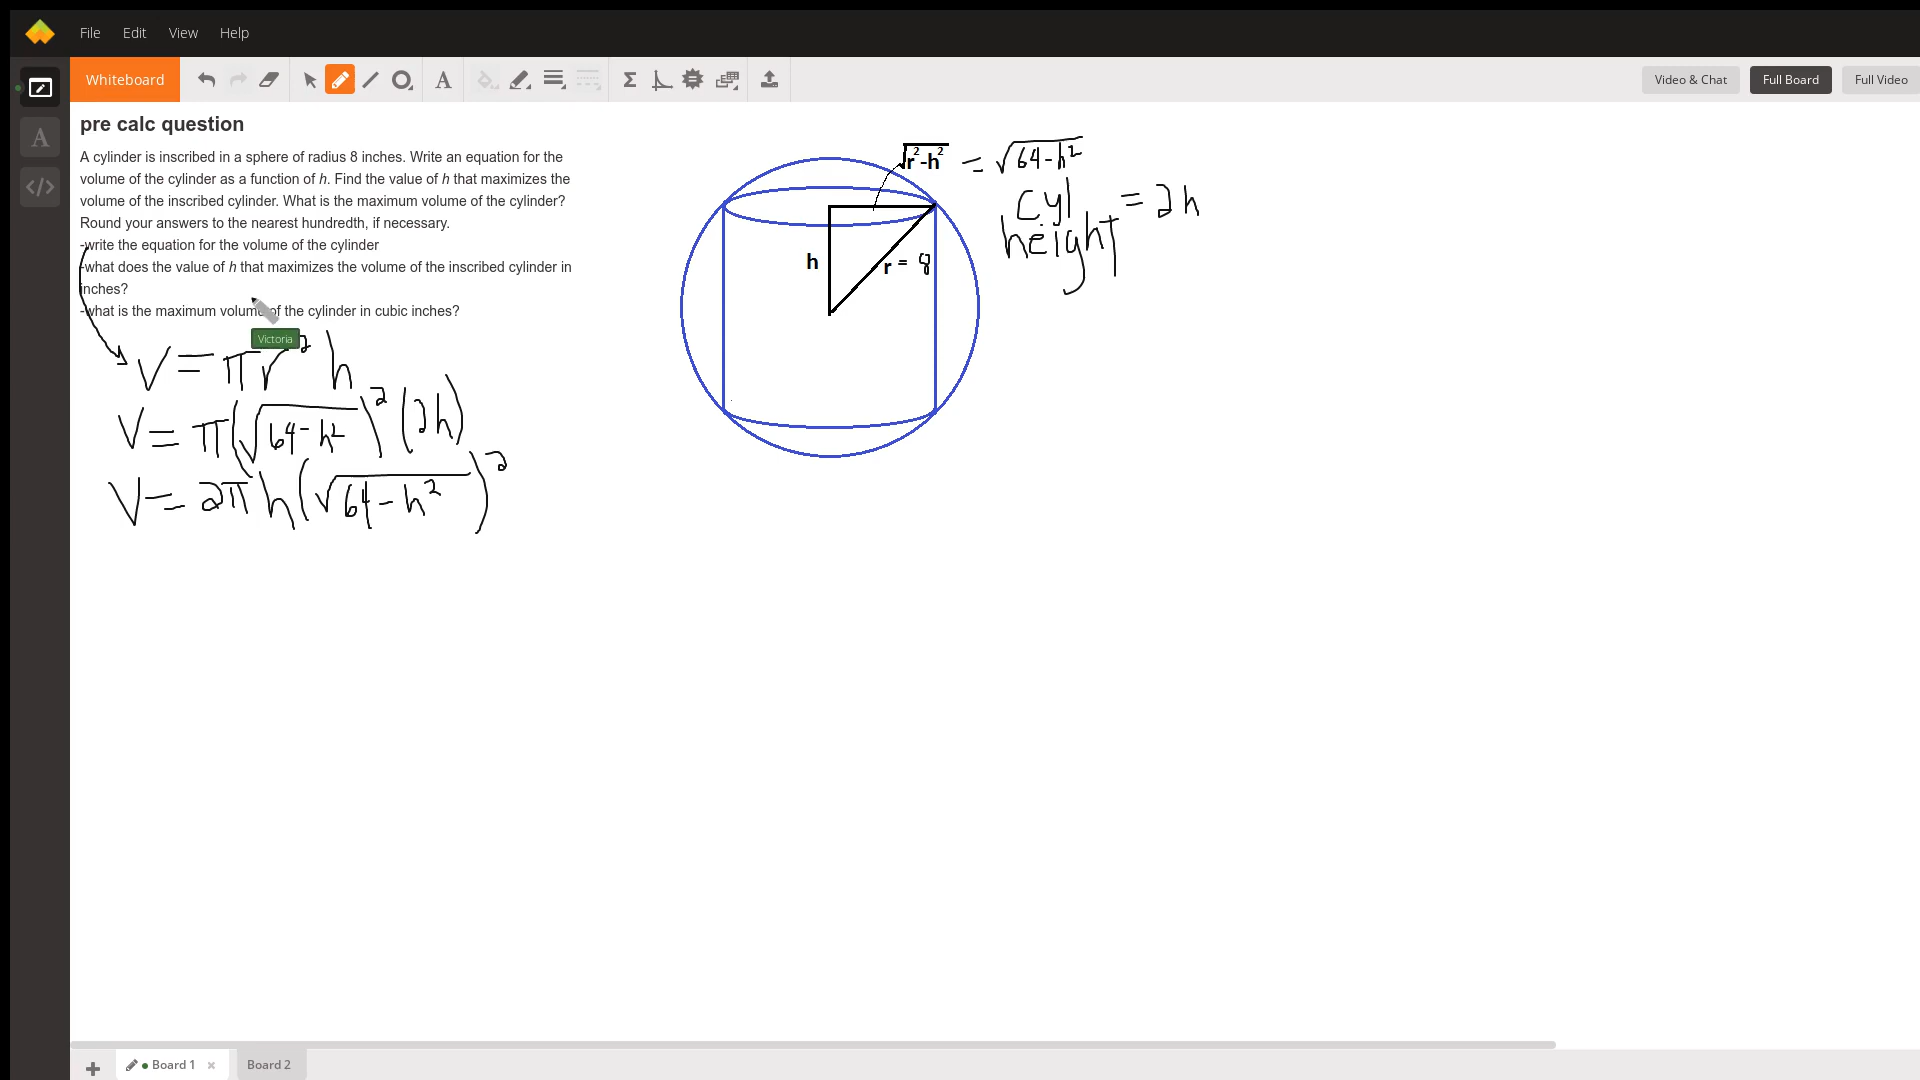 File Edit View Help
Whiteboard A Σ Video & Chat Full Board Full Video
A
</>
pre calc question
A cylinder is inscribed in a sphere of radius 8 inches. Write an equation for the
volume of the cylinder as a function of h. Find the value of h that maximizes the
volume of the inscribed cylinder. What is the maximum volume of the cylinder?
Round your answers to the nearest hundredth, if necessary.
-write the equation for the volume of the cylinder
-what does the value of h that maximizes the volume of the inscribed cylinder in
inches?
-what is the maximum volume of the cylinder in cubic inches?
Victoria
V = πr² h
V = π(√64-h²)² (2h)
V = 2π h(√64-h²)²
√r²-h² = √64-h²
cyl height = 2h
h
r = 8
+ Board 1 × Board 2